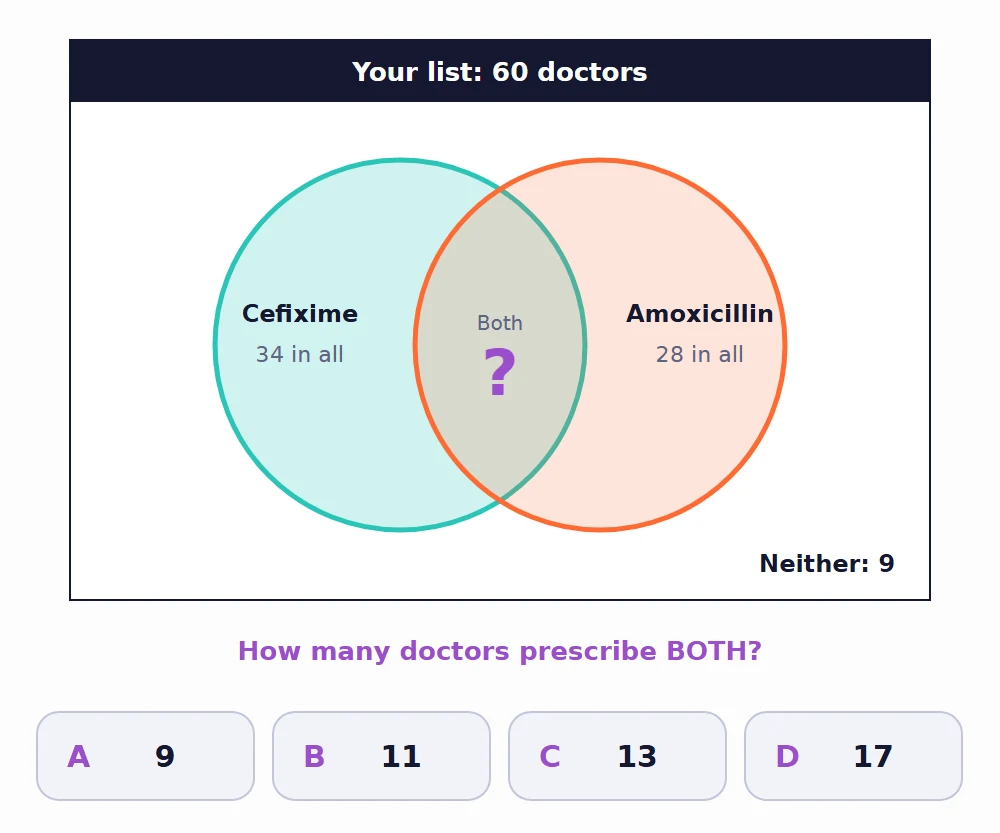 Your list: 60 doctors
Cefixime
34 in all
Both
?
Amoxicillin
28 in all
Neither: 9
How many doctors prescribe BOTH?
A 9
B 11
C 13
D 17